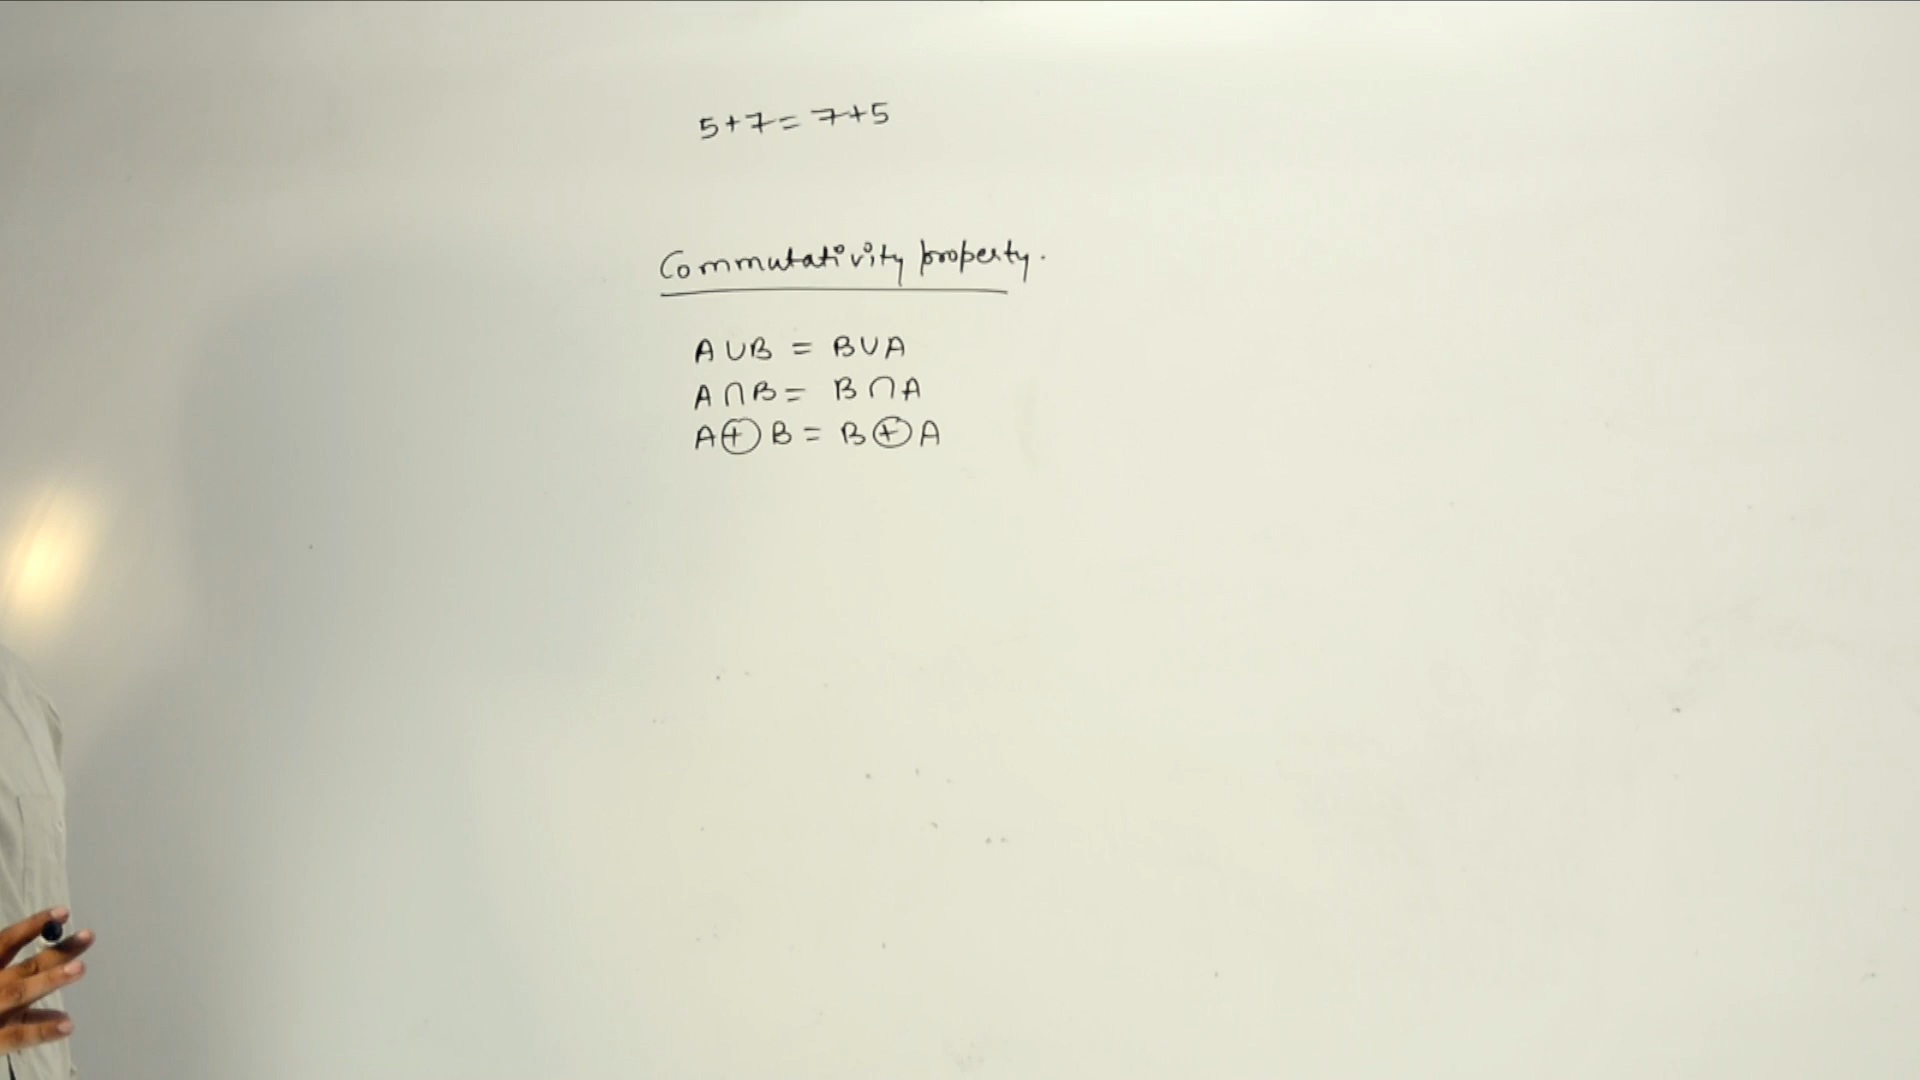 5+7=7+5
Commutativity property.
A∪B = B∪A
A∩B = B∩A
A⊕B = B⊕A